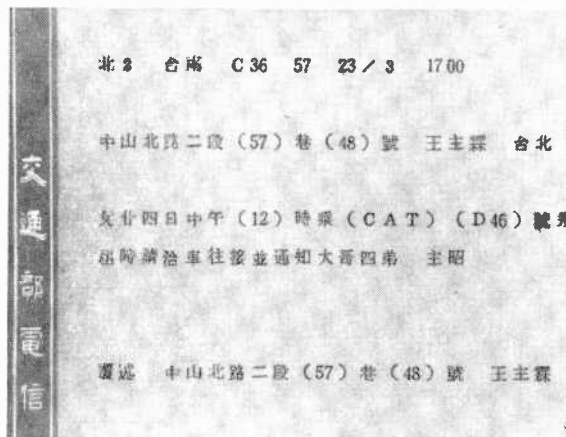 交通部電信
北2 台南 C36 57 23/3 1700
中山北路二段(57)巷(48)號 王主霖 台北
廿四日中午(12)時乘(CAT)(D46)號
屆時請洽車往接並通知大哥四弟 主昭
覆述 中山北路二段(57)巷(48)號 王主霖